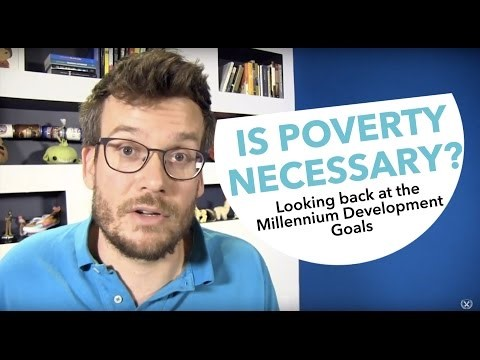 IS POVERTY
NECESSARY?
Looking back at the
Millennium Development
Goals